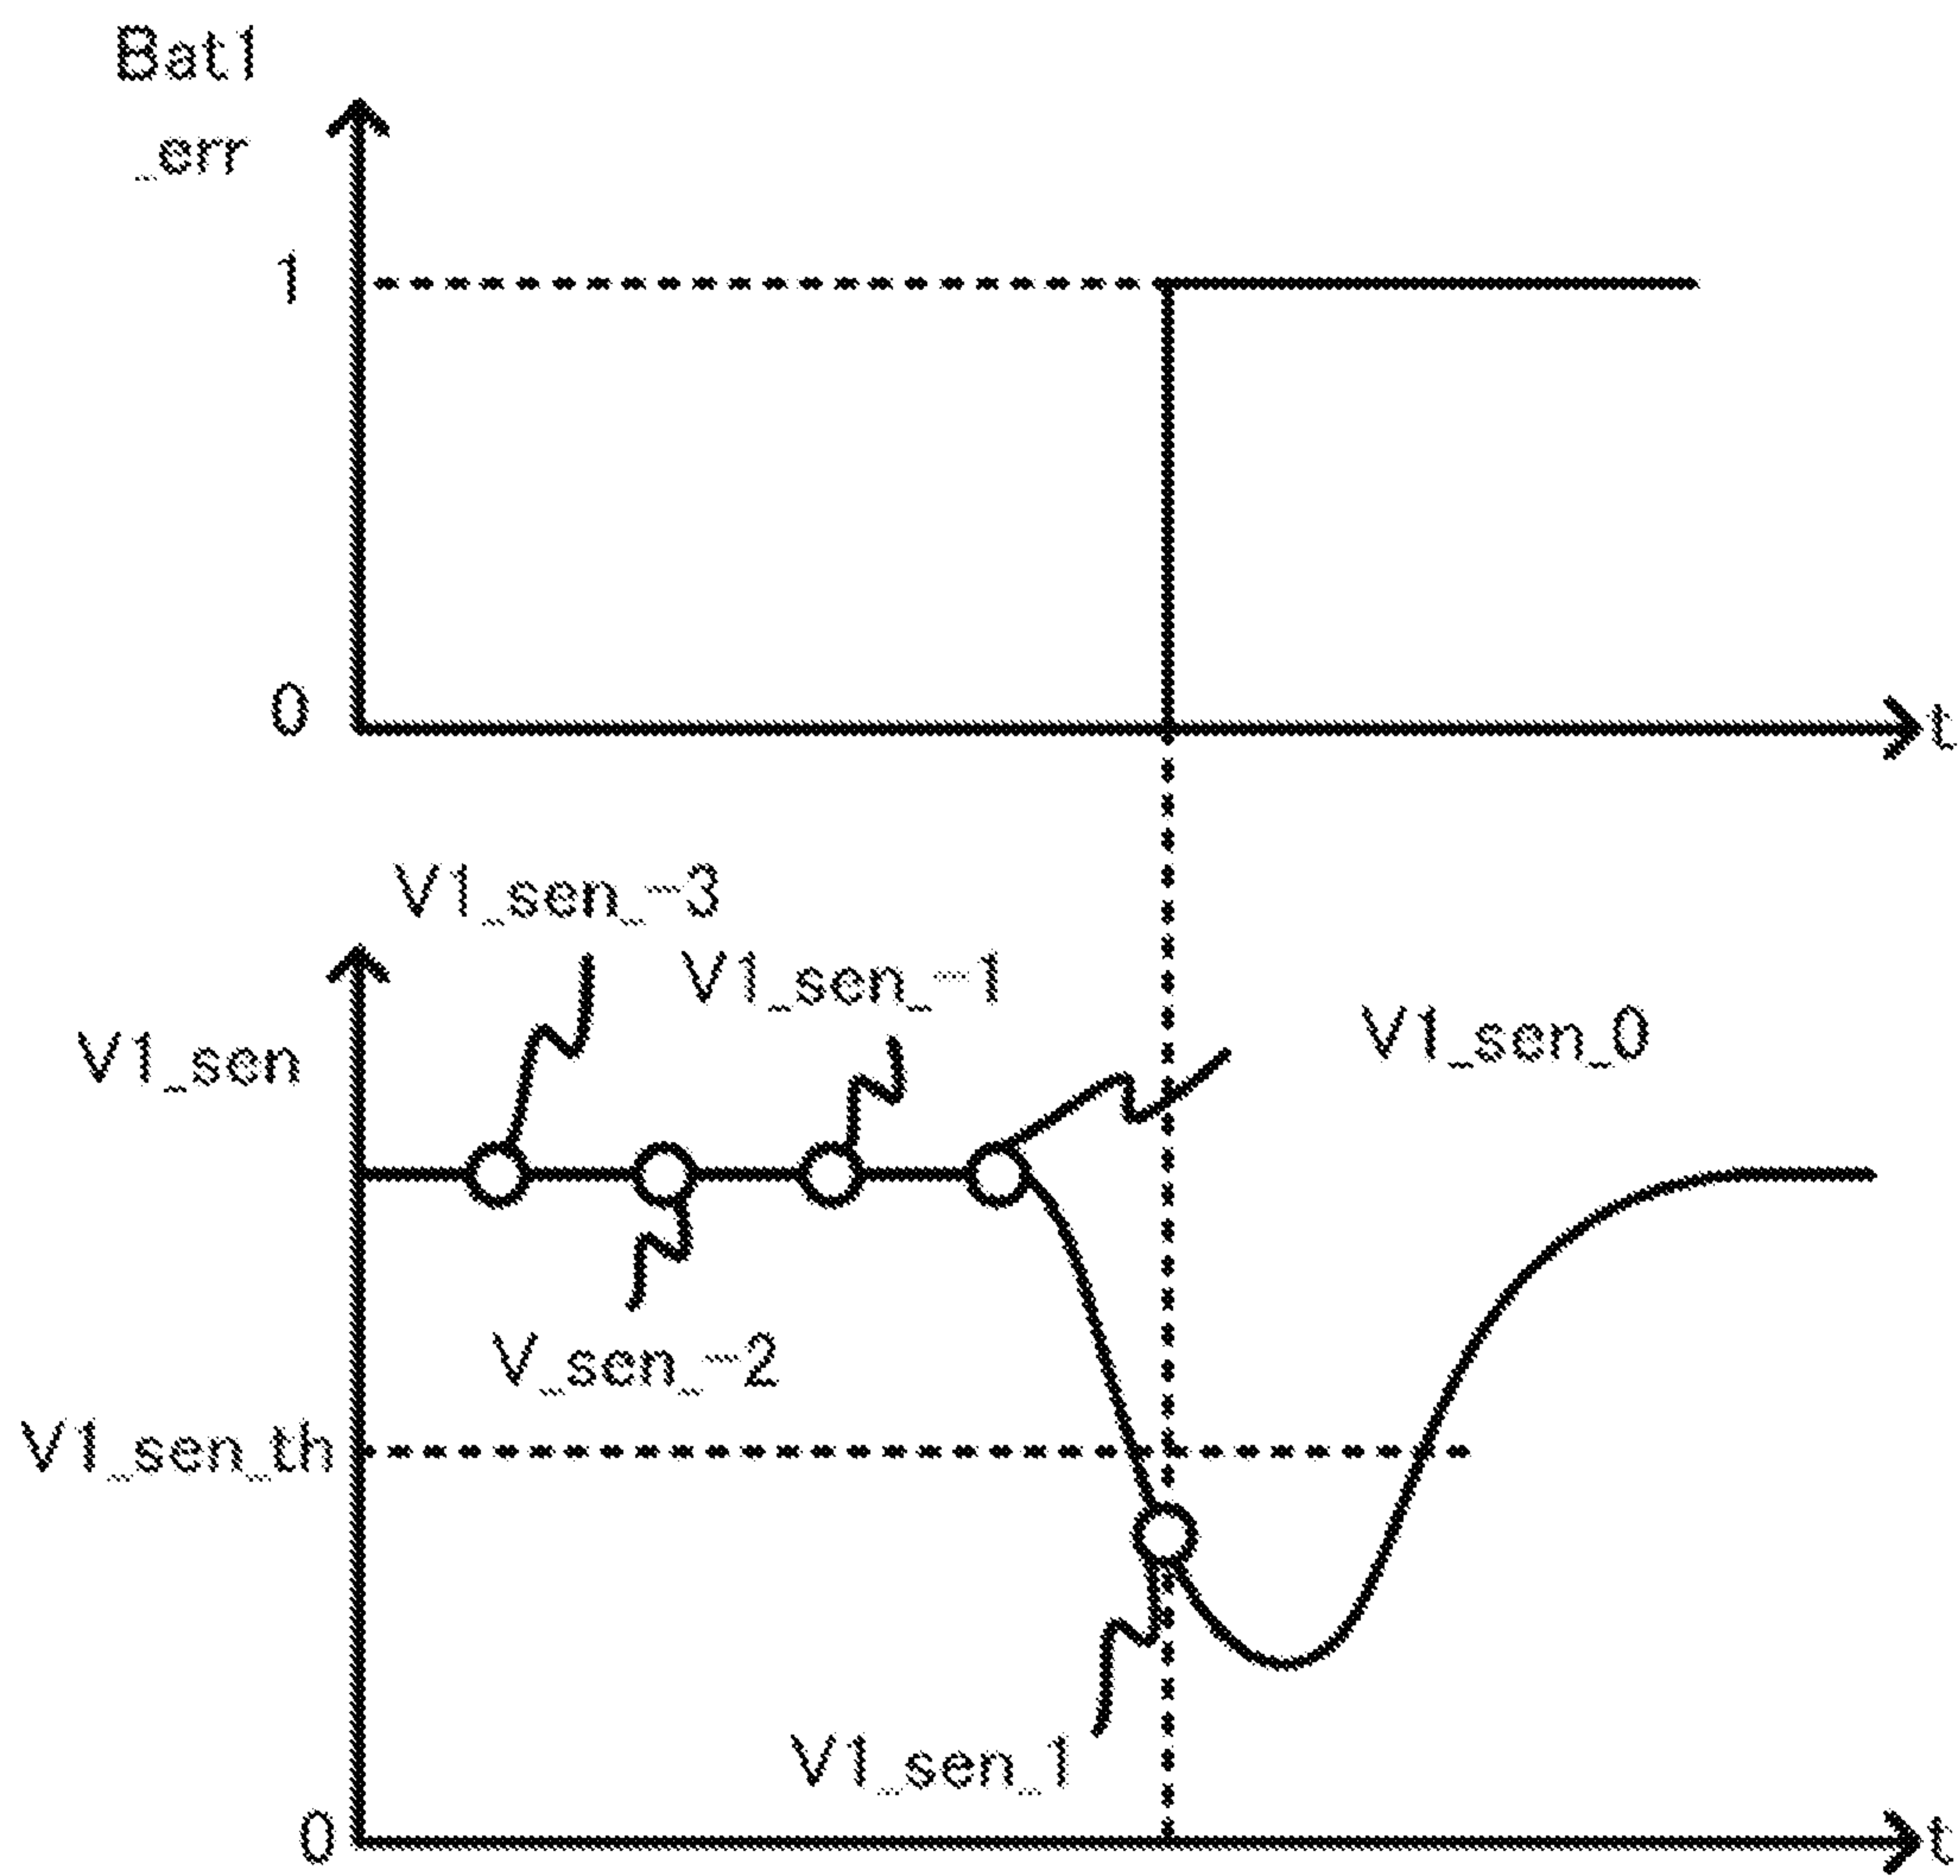 Bat1
_err
1
0
t
V1_sen_-3
V1_sen_-1
V1_sen_0
V1_sen
V_sen_-2
V1_sen_th
V1_sen_1
0
t